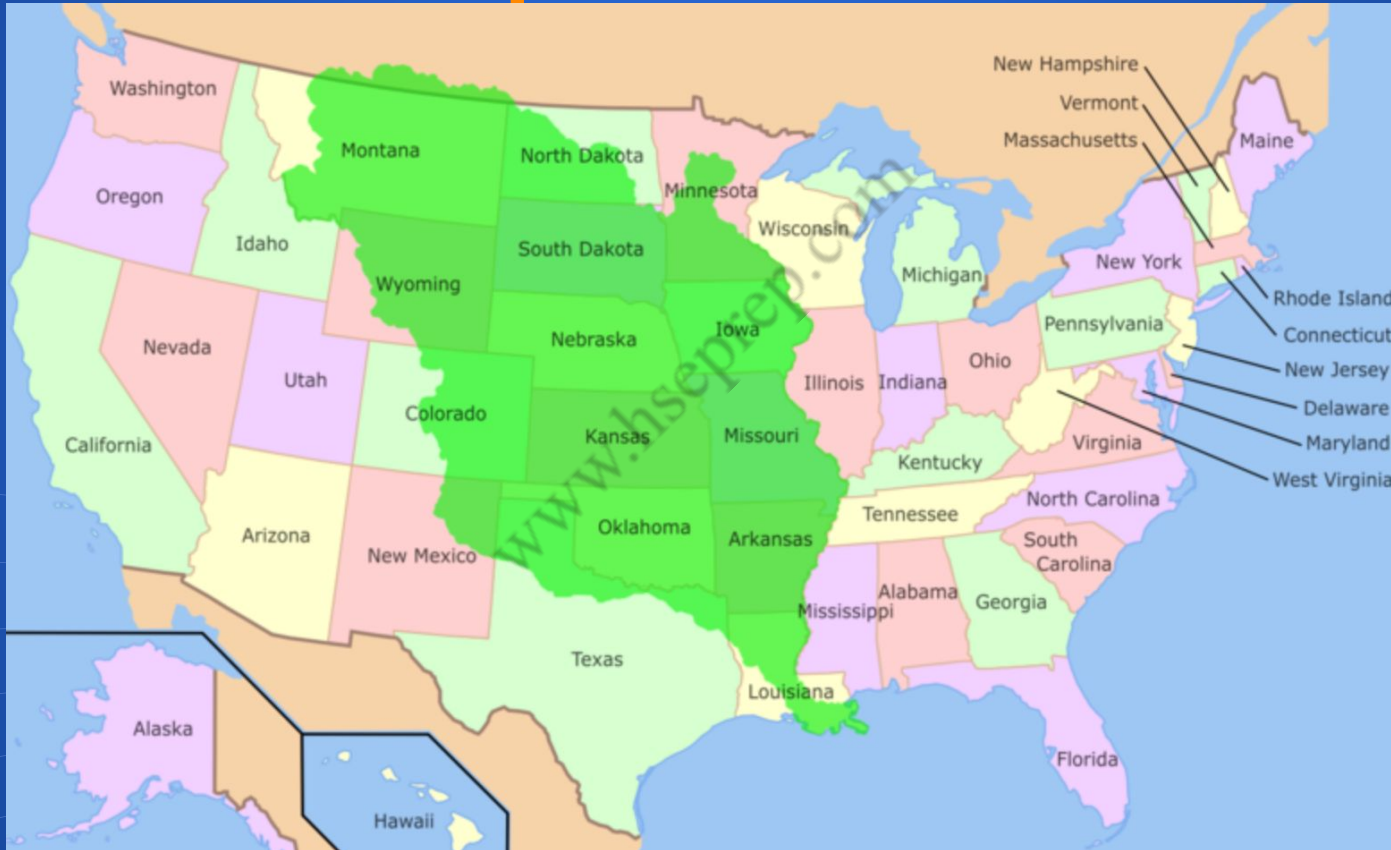 New Hampshire
Washington
Vermont
Massachusetts
Maine
Montana
North Dakota
Minnesota
Oregon
Wisconsin
Idaho
South Dakota
New York
Michigan
Wyoming
Rhode Island
Nebraska
Iowa
Pennsylvania
Connecticut
Nevada
Ohio
New Jersey
Utah
Illinois
Indiana
Delaware
Colorado
Kansas
Missouri
Virginia
Maryland
California
Kentucky
West Virginia
North Carolina
Tennessee
Oklahoma
Arkansas
Arizona
New Mexico
South
Carolina
Alabama
Georgia
Mississippi
Texas
Louisiana
Alaska
Florida
Hawaii
www.hseprep.com